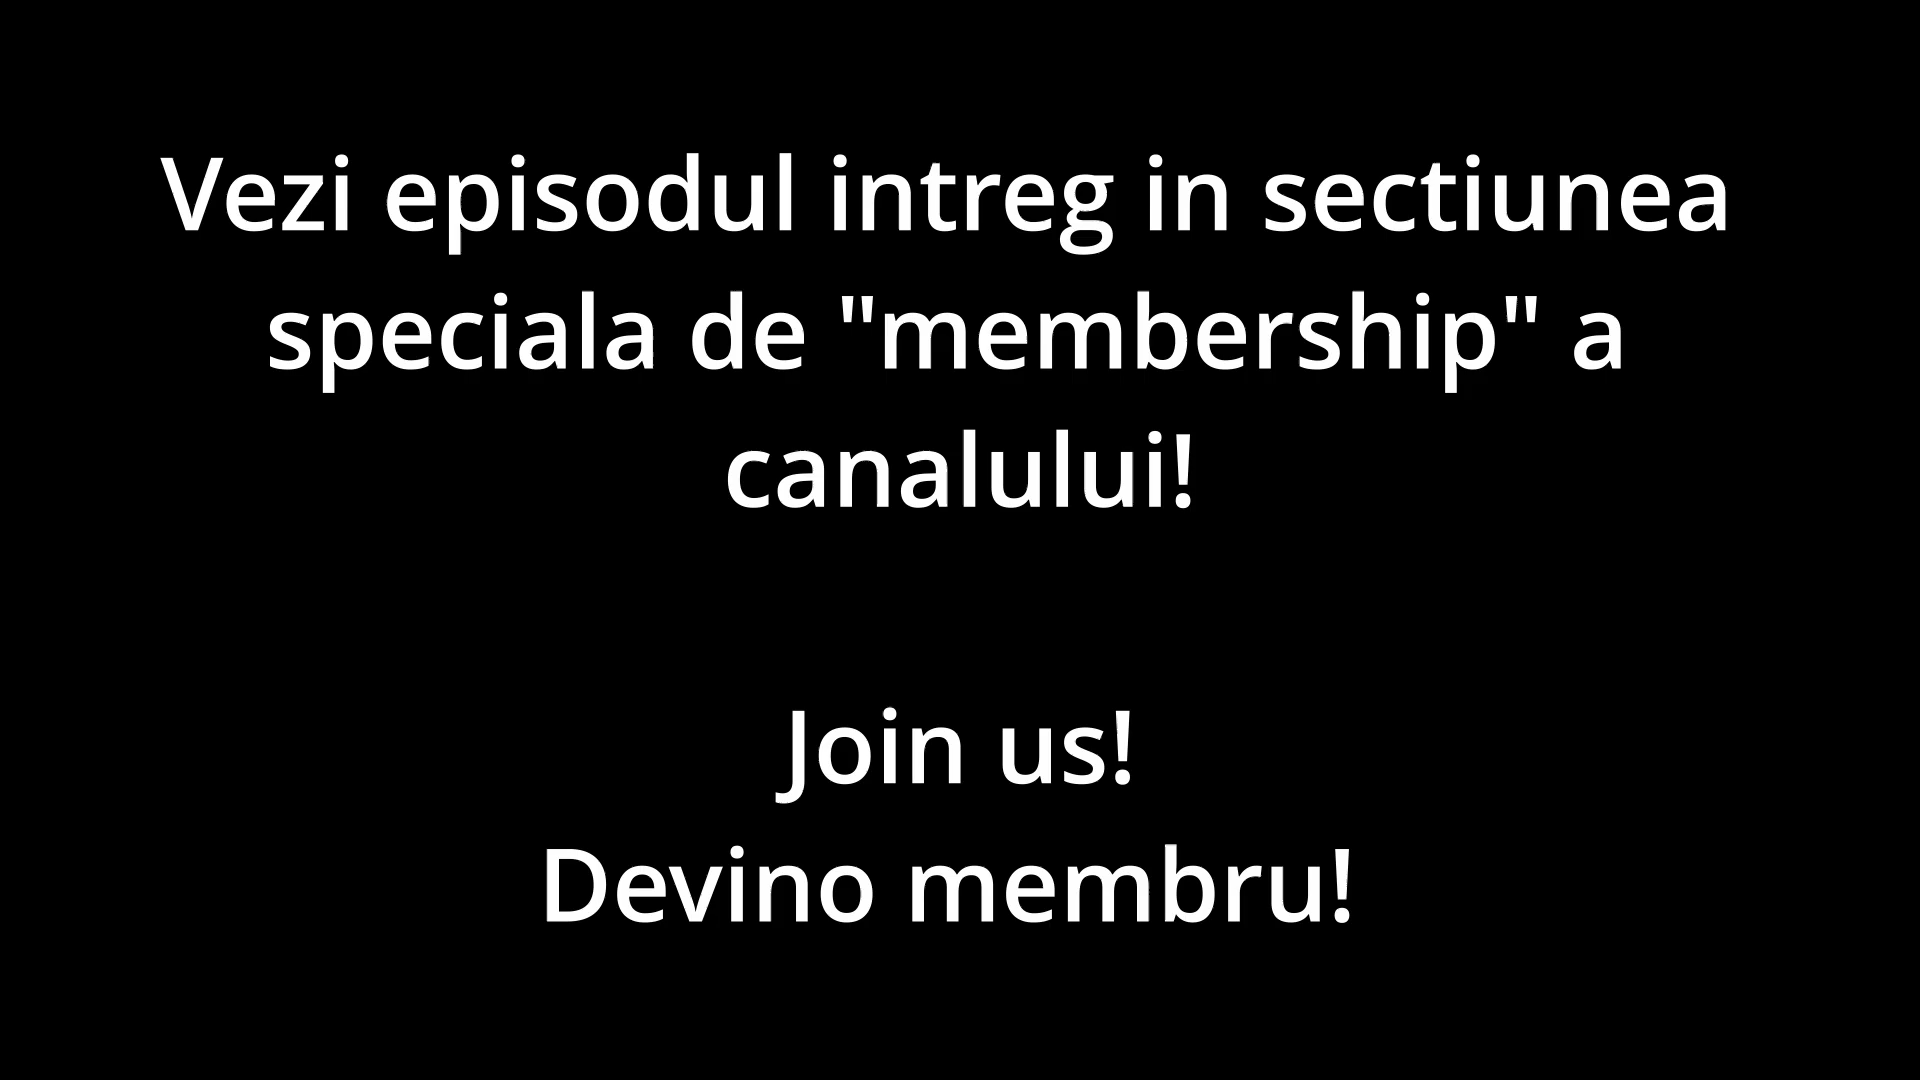 Vezi episodul intreg in sectiunea
speciala de "membership" a
canalului!
Join us!
Devino membru!